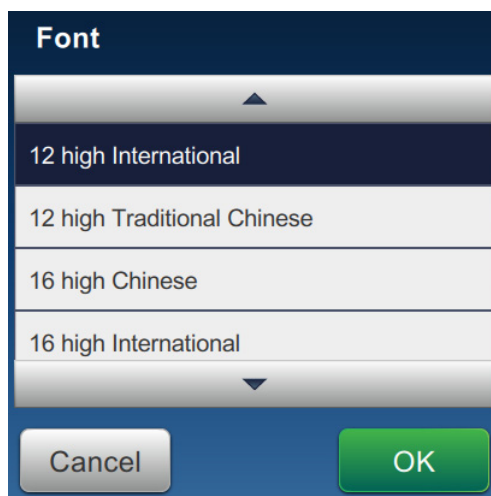 Font
12 high International
12 high Traditional Chinese
16 high Chinese
16 high International
Cancel
OK